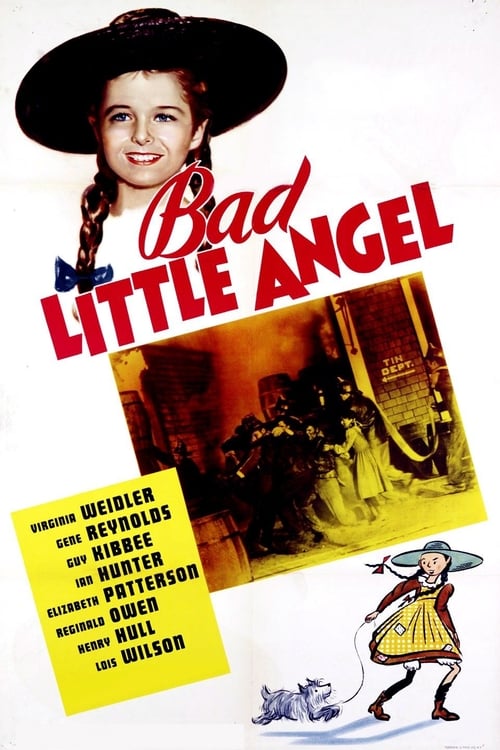 Bad
LITTLE ANGEL
TIN
DEPT.
VIRGINIA WEIDLER
GENE REYNOLDS
GUY KIBBEE
IAN HUNTER
ELIZABETH PATTERSON
REGINALD OWEN
HENRY HULL
LOIS WILSON